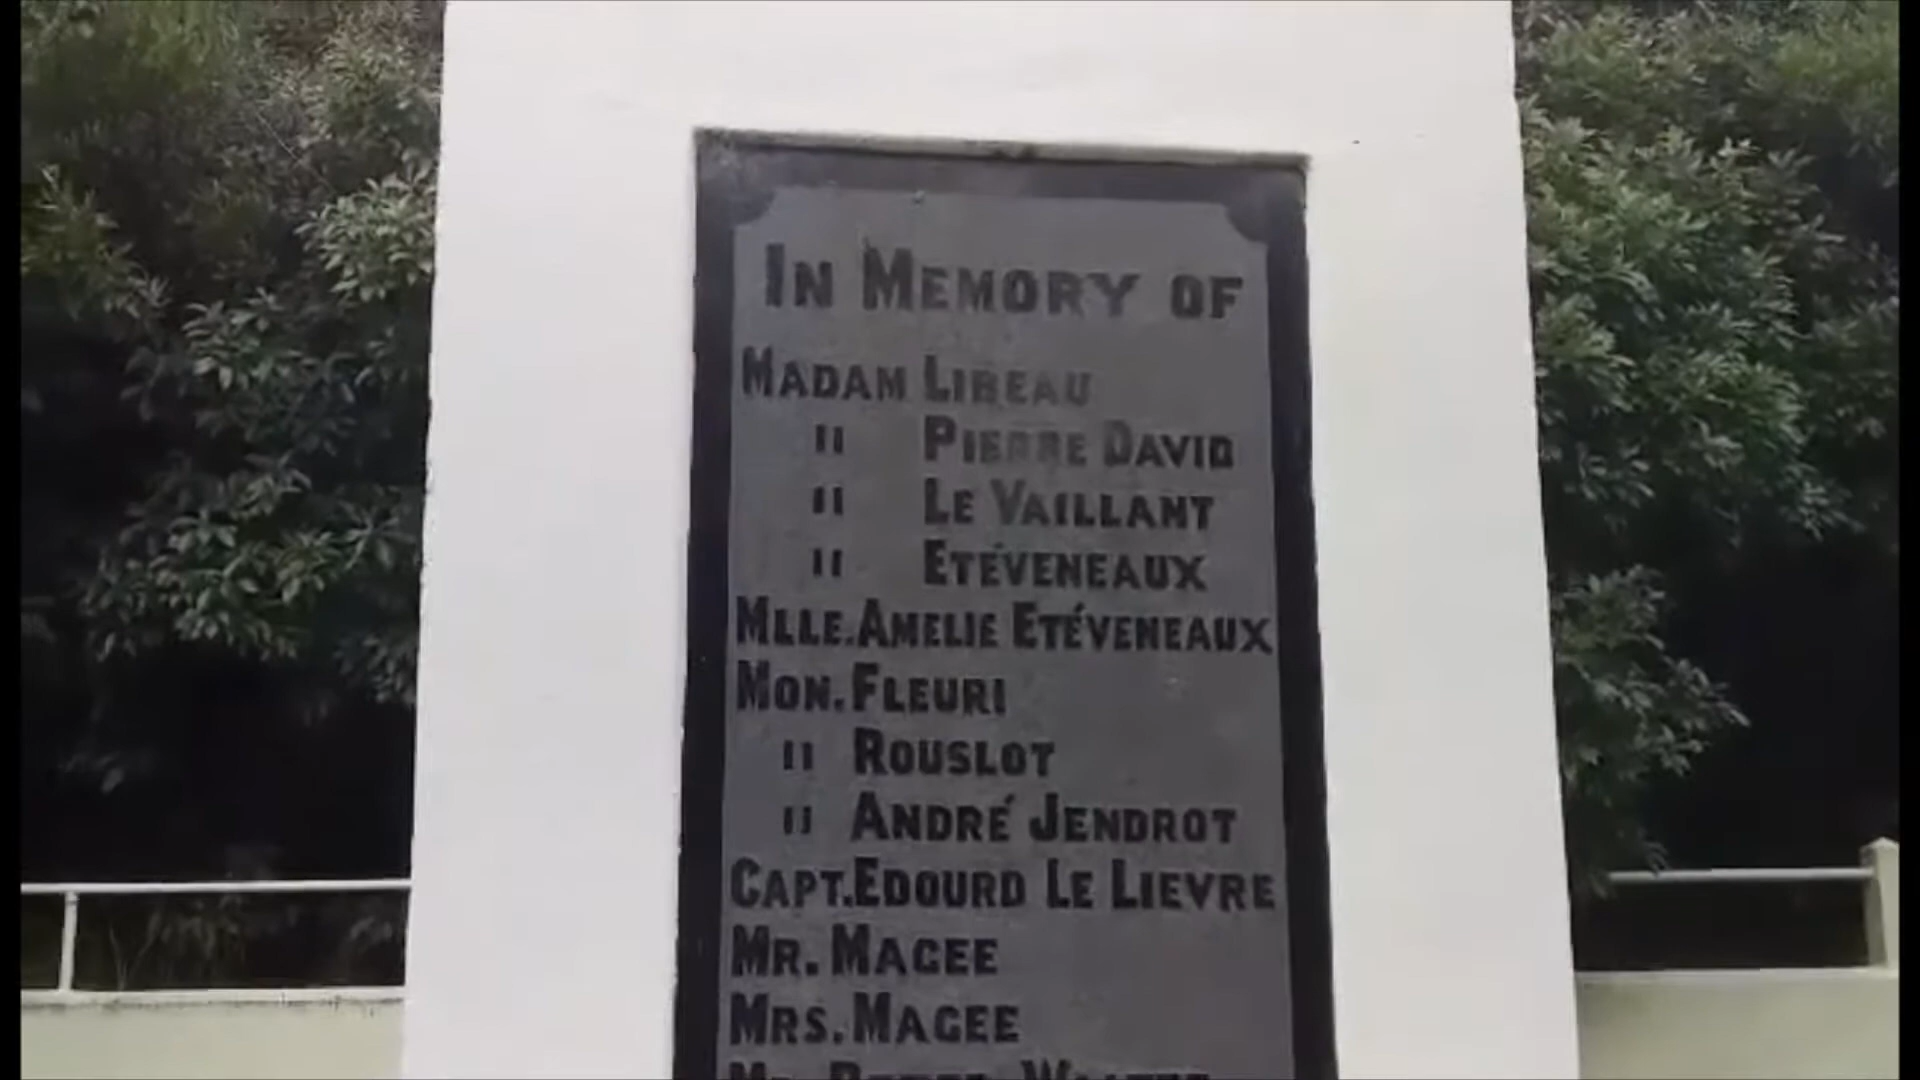 IN MEMORY OF
MADAM LIBEAU
" PIERRE DAVID
" LE VAILLANT
" ETÉVENEAUX
MLLE. AMELIE ETÉVENEAUX
MON. FLEURI
" ROUSLOT
" ANDRÉ JENDROT
CAPT. EDOURD LE LIEVRE
MR. MAGEE
MRS. MAGEE